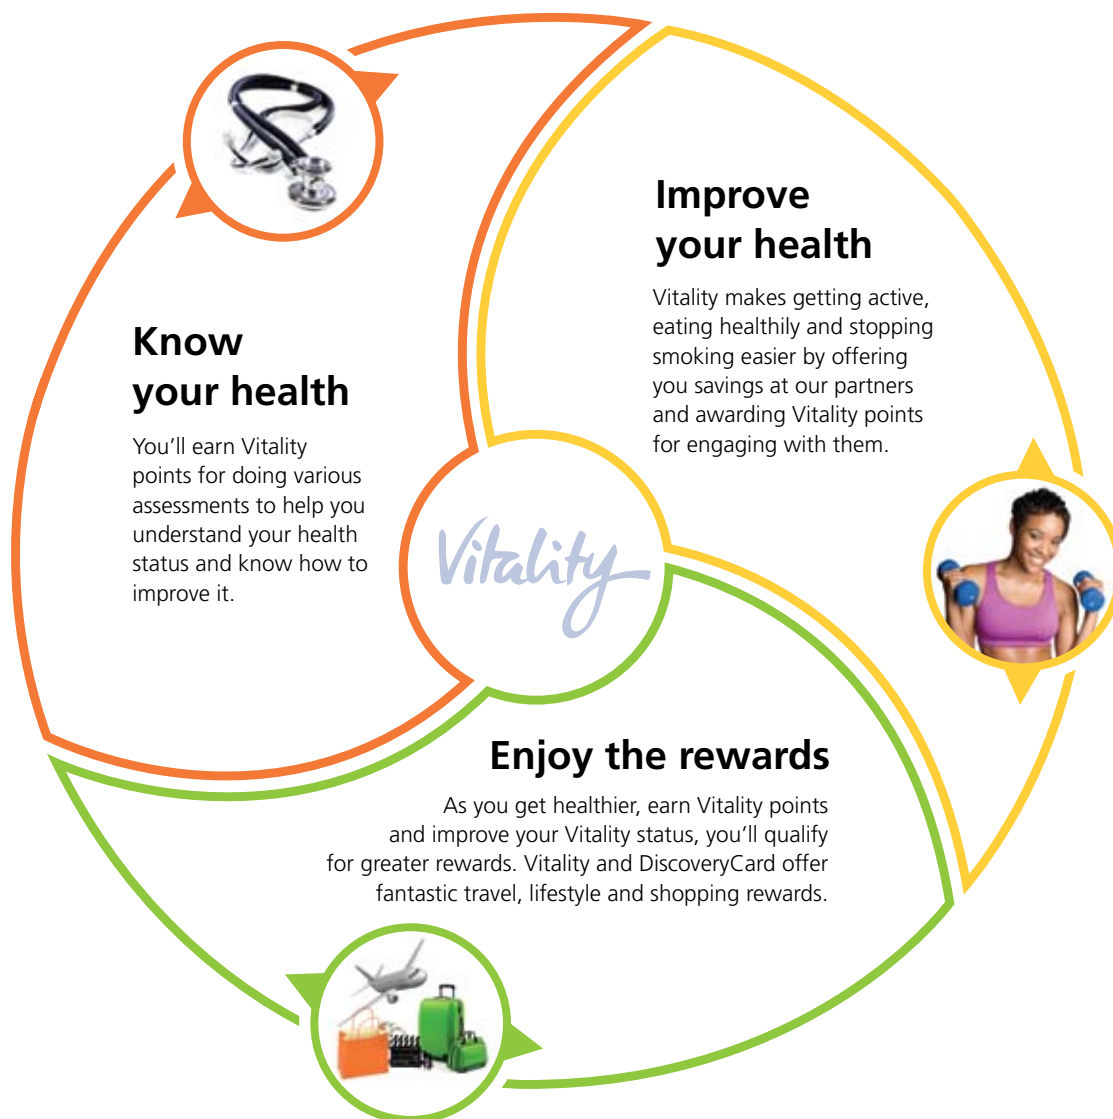 Know
your health
You'll earn Vitality
points for doing various
assessments to help you
understand your health
status and know how to
improve it.
Improve
your health
Vitality makes getting active,
eating healthily and stopping
smoking easier by offering
you savings at our partners
and awarding Vitality points
for engaging with them.
Vitality
Enjoy the rewards
As you get healthier, earn Vitality points
and improve your Vitality status, you'll qualify
for greater rewards. Vitality and DiscoveryCard offer
fantastic travel, lifestyle and shopping rewards.